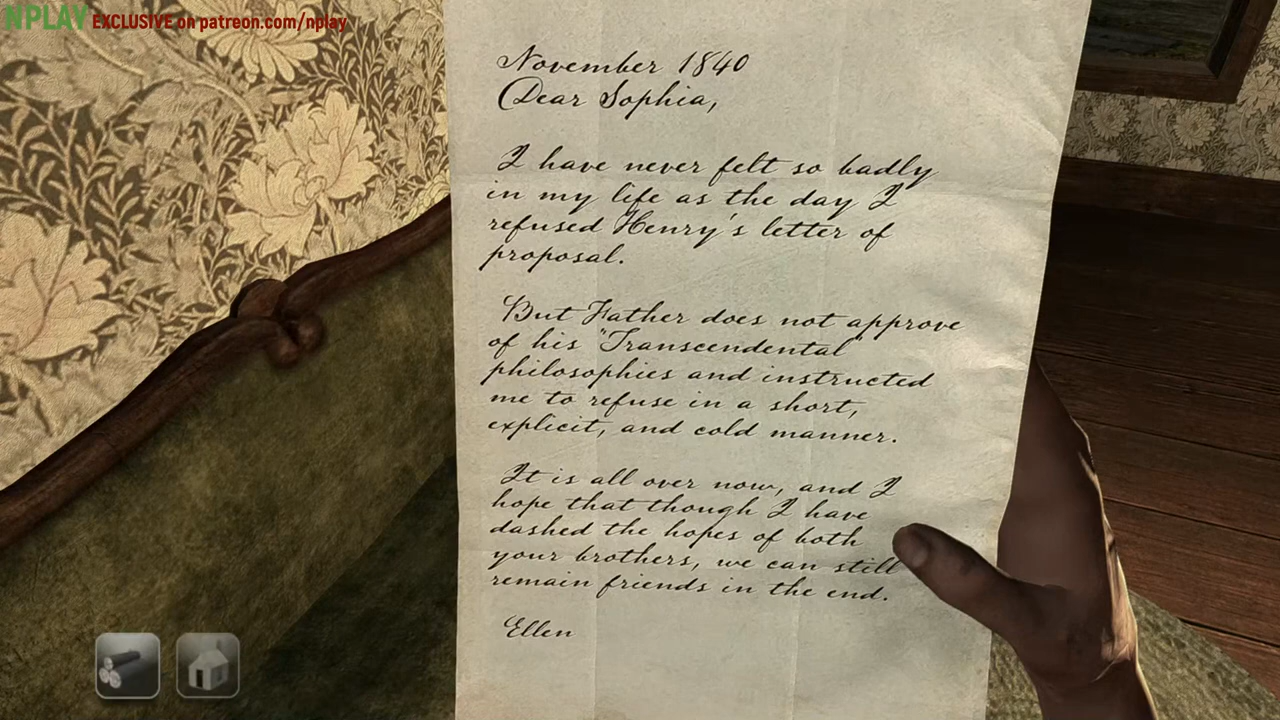 NPLAY EXCLUSIVE on patreon.com/nplay
November 1840
Dear Sophia,
I have never felt so badly
in my life as the day I
refused Henry's letter of
proposal.
But Father does not approve
of his "Transcendental"
philosophies and instructed
me to refuse in a short,
explicit, and cold manner.
It is all over now, and I
hope that though I have
dashed the hopes of both
your brothers, we can still
remain friends in the end.
Ellen